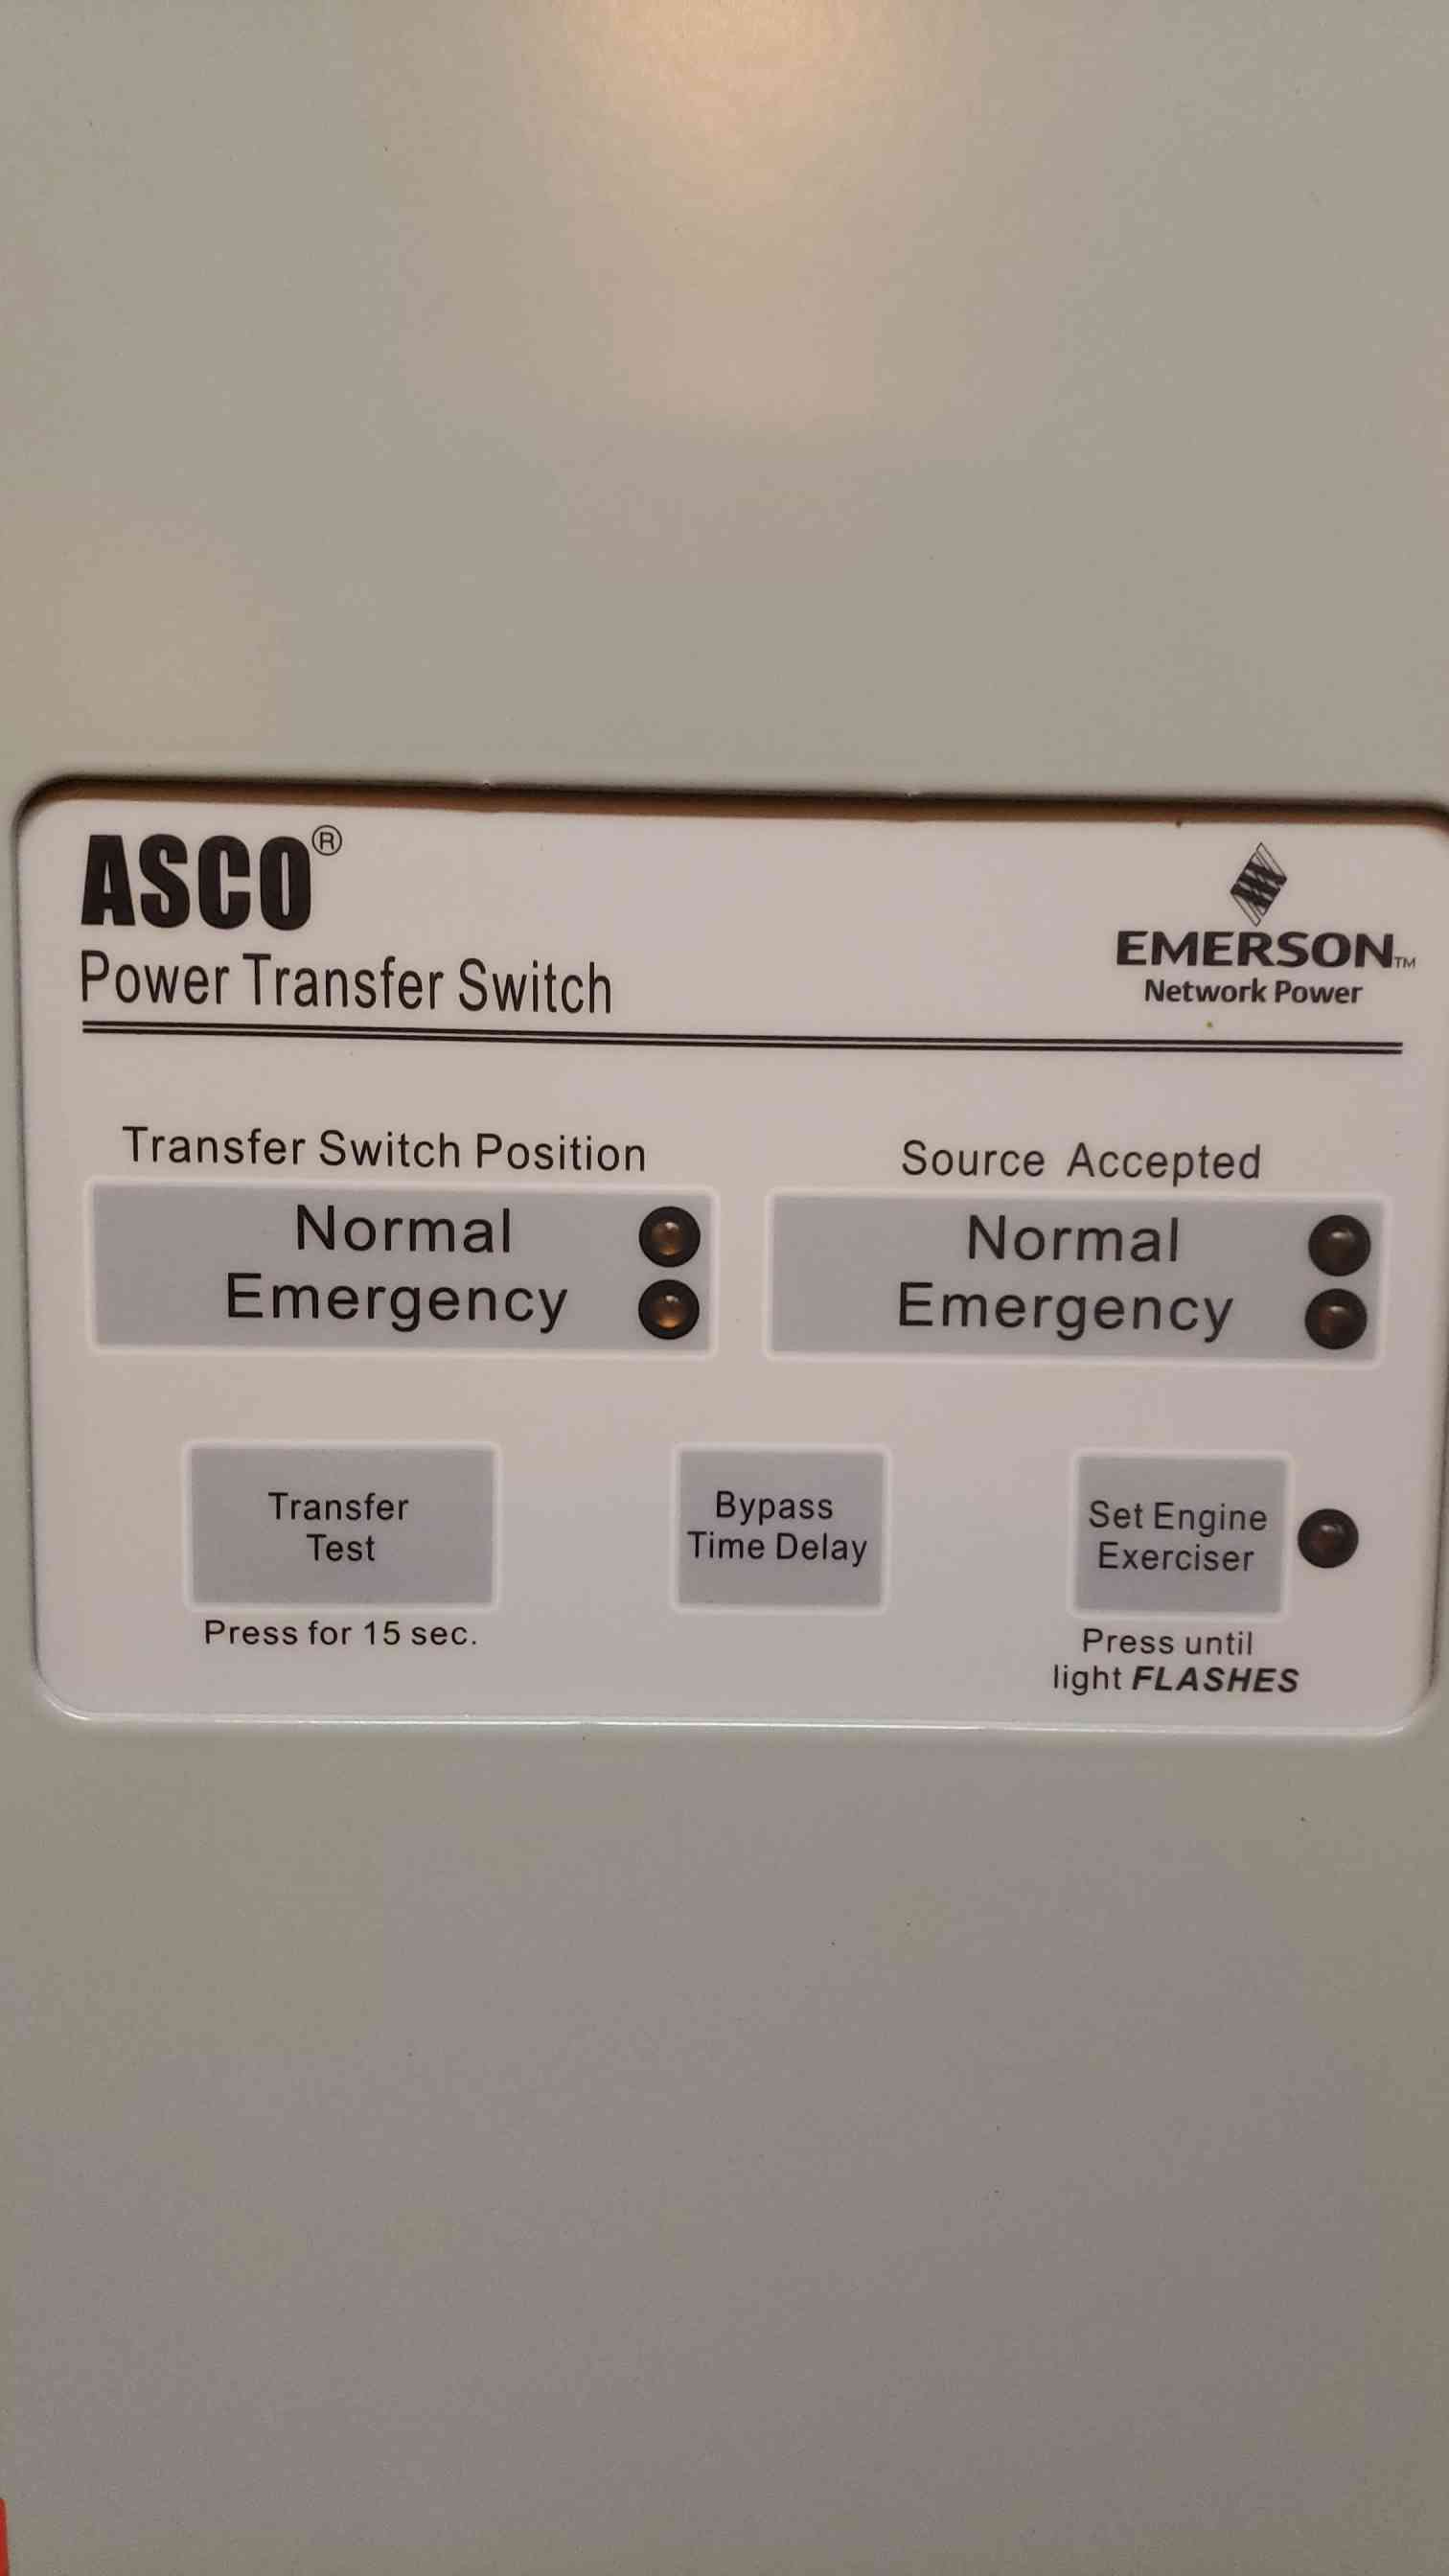 ASCO®
Power Transfer Switch
EMERSON™
Network Power
Transfer Switch Position
Normal
Emergency
Source Accepted
Normal
Emergency
Transfer
Test
Press for 15 sec.
Bypass
Time Delay
Set Engine
Exerciser
Press until
light FLASHES